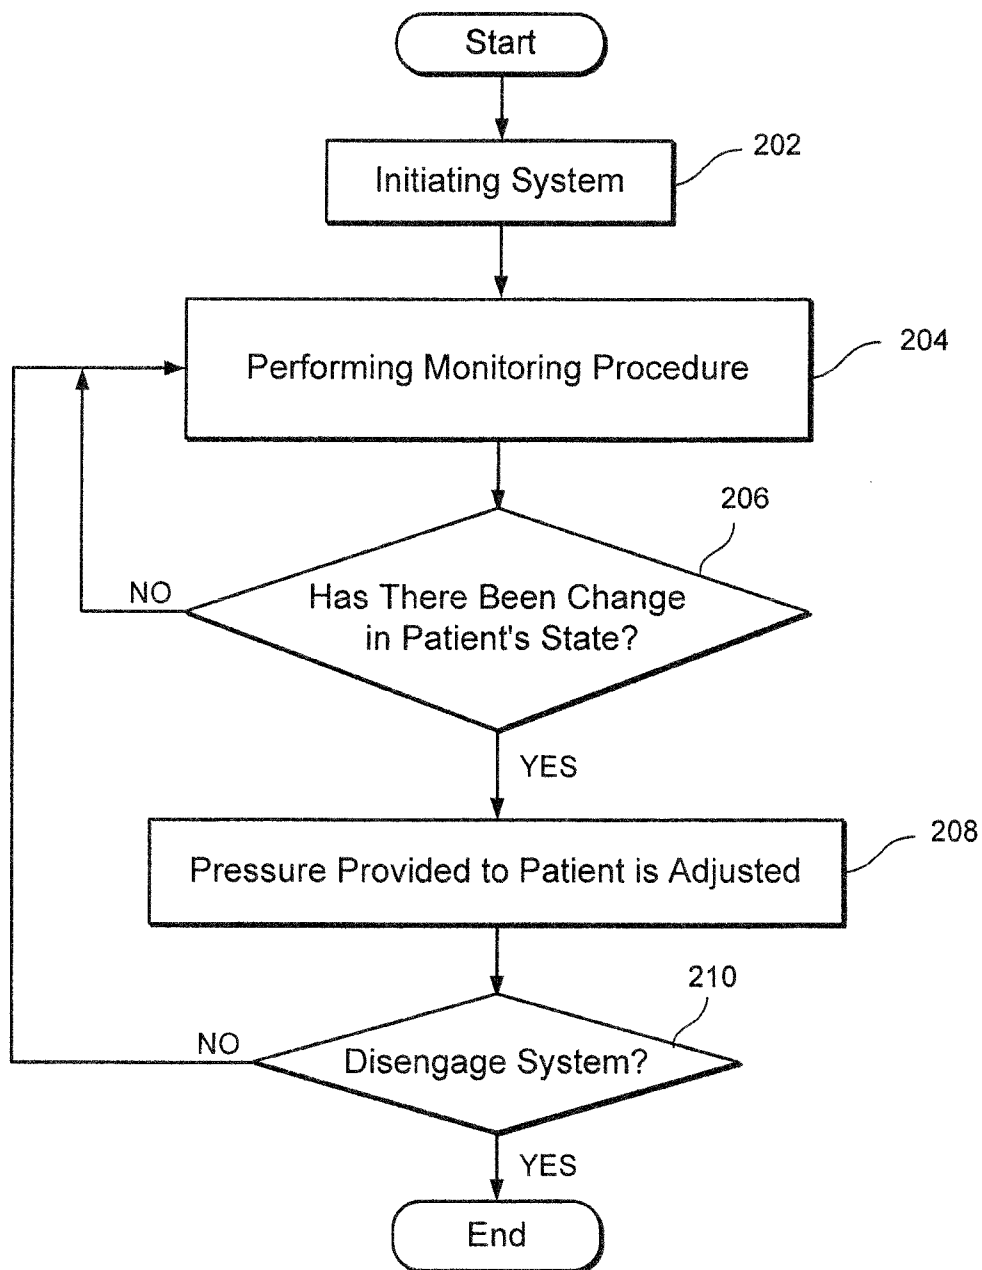 Start
202
Initiating System
204
Performing Monitoring Procedure
206
Has There Been Change
in Patient's State?
NO
YES
208
Pressure Provided to Patient is Adjusted
210
NO
Disengage System?
YES
End